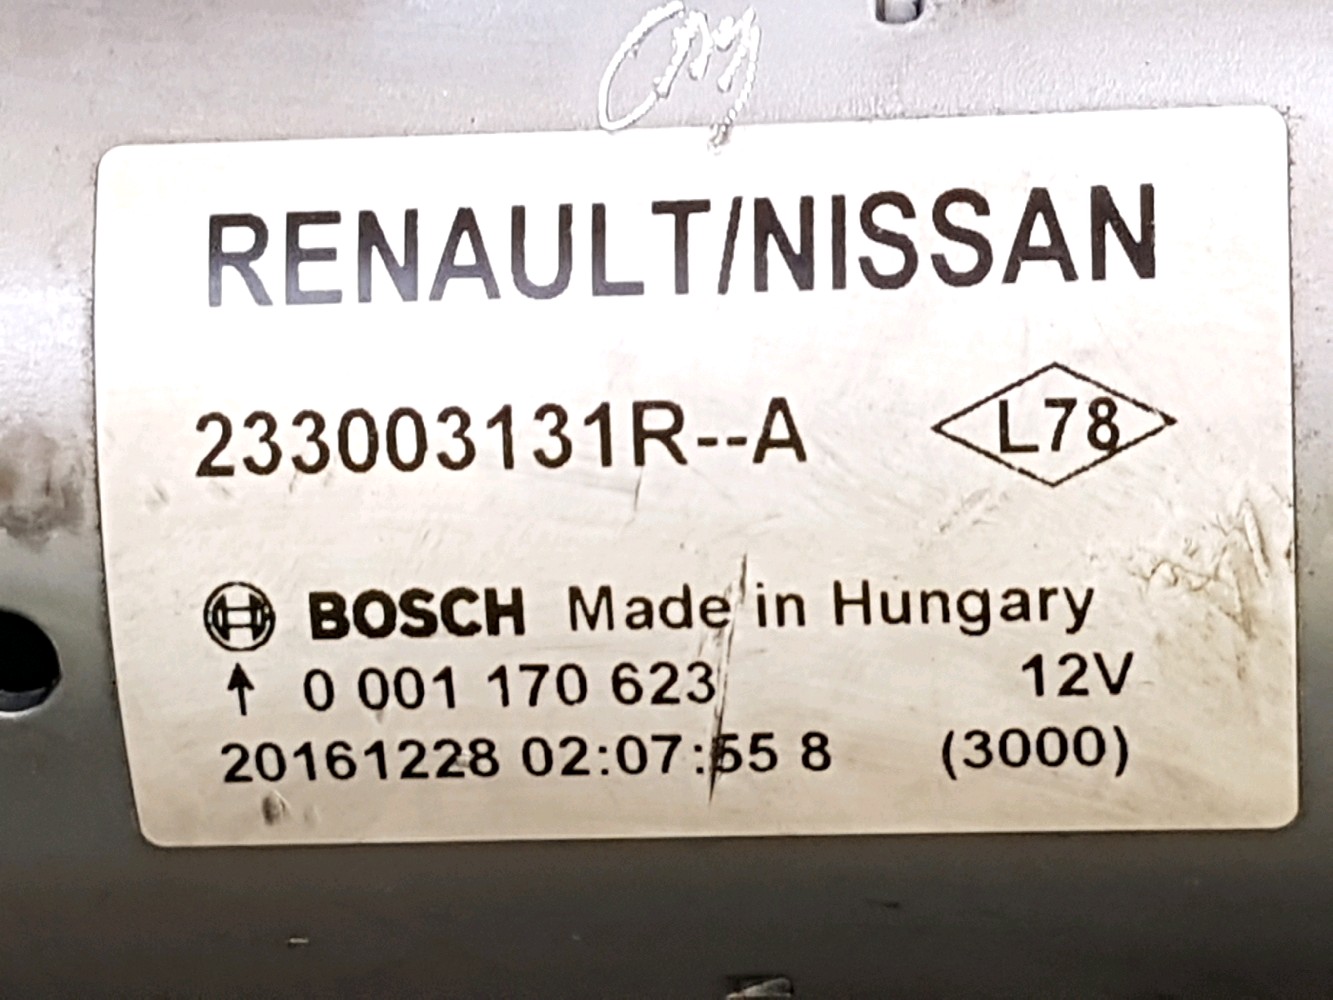 RENAULT/NISSAN
233003131R--A
L78
BOSCH Made in Hungary
↑ 0 001 170 623 12V
20161228 02:07:55 8 (3000)